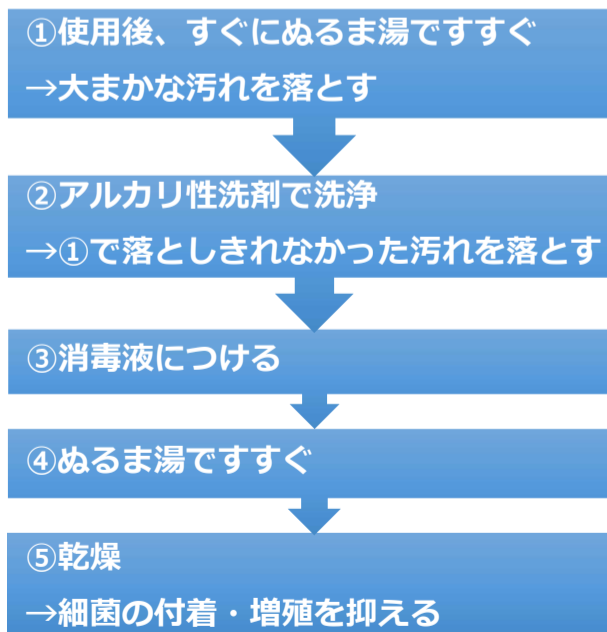 ①使用後、すぐにぬるま湯ですすぐ
→大まかな汚れを落とす
②アルカリ性洗剤で洗浄
→①で落としきれなかった汚れを落とす
③消毒液につける
④ぬるま湯ですすぐ
⑤乾燥
→細菌の付着・増殖を抑える